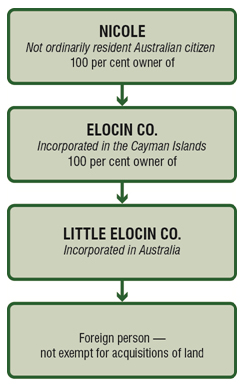 NICOLE
Not ordinarily resident Australian citizen
100 per cent owner of
ELOCIN CO.
Incorporated in the Cayman Islands
100 per cent owner of
LITTLE ELOCIN CO.
Incorporated in Australia
Foreign person —
not exempt for acquisitions of land